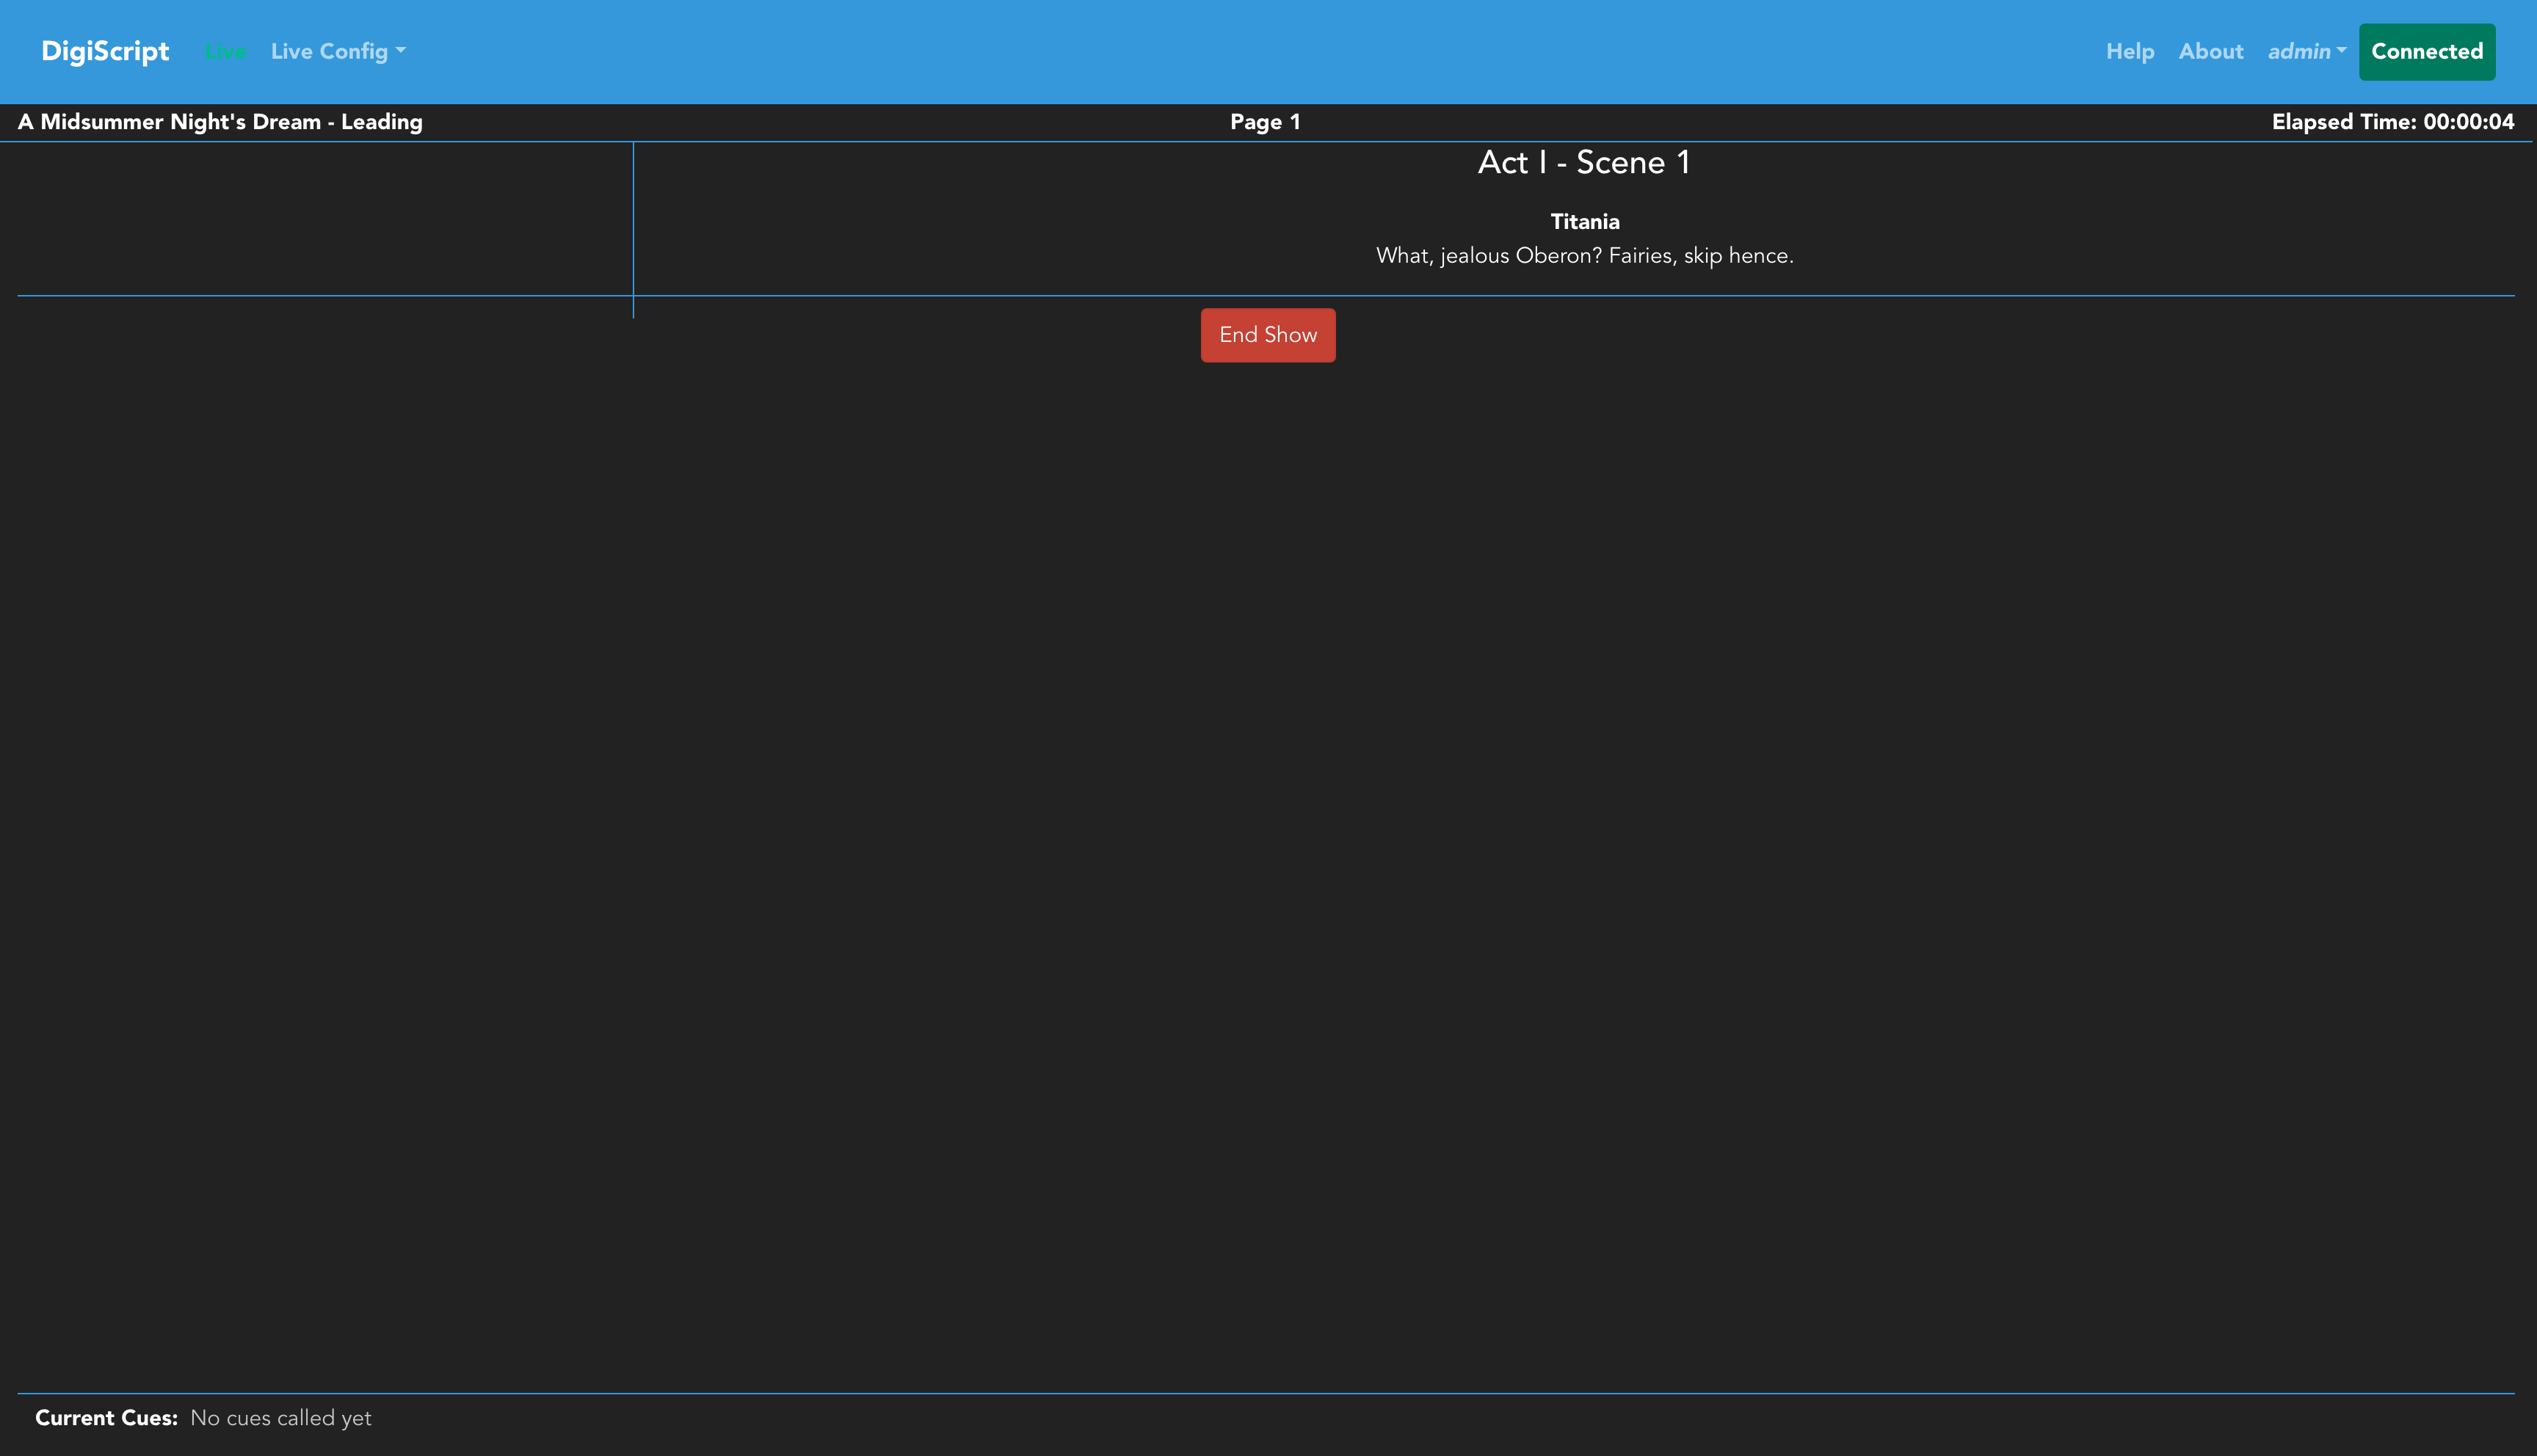 DigiScript Live Live Config Help About admin Connected
A Midsummer Night's Dream - Leading Page 1 Elapsed Time: 00:00:04
Act I - Scene 1
Titania
What, jealous Oberon? Fairies, skip hence.
End Show
Current Cues: No cues called yet